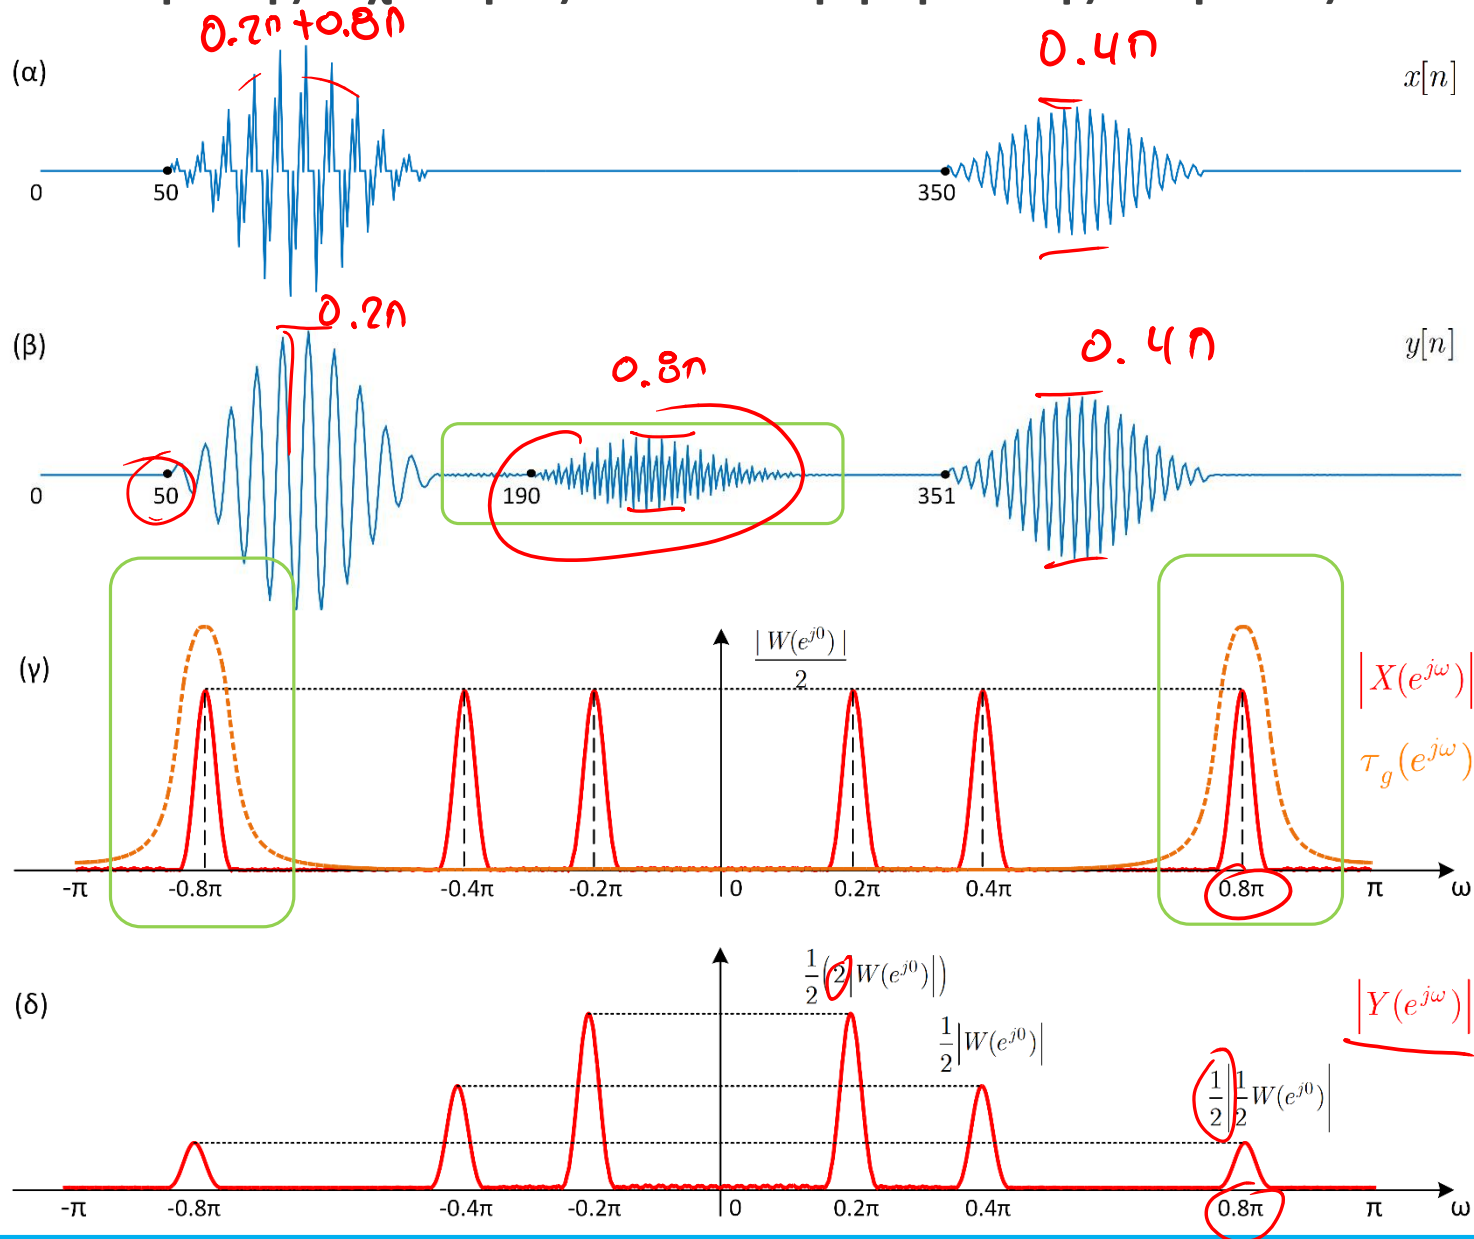 0.2π+0.8π
0.4π
(α)
x[n]
0
50
350
0.2π
0.8π
0.4π
(β)
y[n]
0
50
190
351
(γ)
|W(e^{j0})|
2
|X(e^{jω})|
τ_g(e^{jω})
-π
-0.8π
-0.4π
-0.2π
0
0.2π
0.4π
0.8π
π
ω
(δ)
1/2(2|W(e^{j0})|)
1/2|W(e^{j0})|
1/2|1/2W(e^{j0})|
|Y(e^{jω})|
-π
-0.8π
-0.4π
-0.2π
0
0.2π
0.4π
0.8π
π
ω